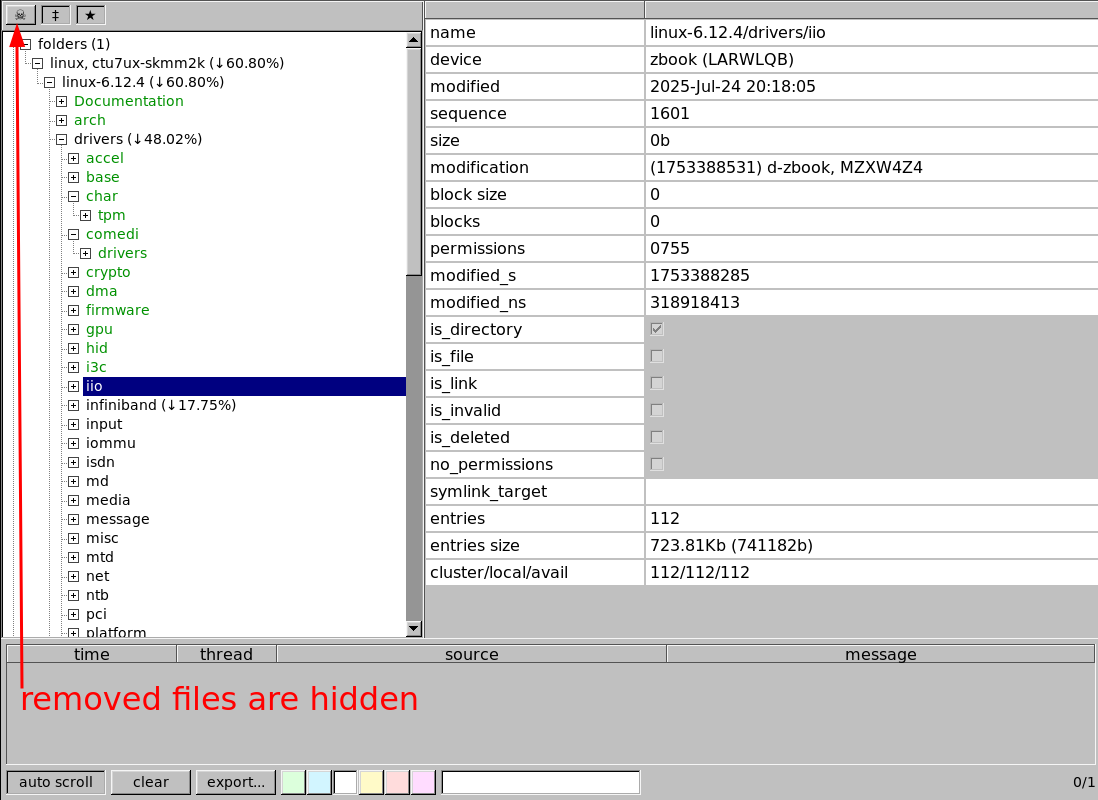 ☠ ‡ ★
folders (1)
linux, ctu7ux-skmm2k (↓60.80%)
linux-6.12.4 (↓60.80%)
Documentation
arch
drivers (↓48.02%)
accel
base
char
tpm
comedi
drivers
crypto
dma
firmware
gpu
hid
i3c
iio
infiniband (↓17.75%)
input
iommu
isdn
md
media
message
misc
mtd
net
ntb
pci
platform
name linux-6.12.4/drivers/iio
device zbook (LARWLQB)
modified 2025-Jul-24 20:18:05
sequence 1601
size 0b
modification (1753388531) d-zbook, MZXW4Z4
block size 0
blocks 0
permissions 0755
modified_s 1753388285
modified_ns 318918413
is_directory
is_file
is_link
is_invalid
is_deleted
no_permissions
symlink_target
entries 112
entries size 723.81Kb (741182b)
cluster/local/avail 112/112/112
time thread source message
removed files are hidden
auto scroll clear export... 0/1